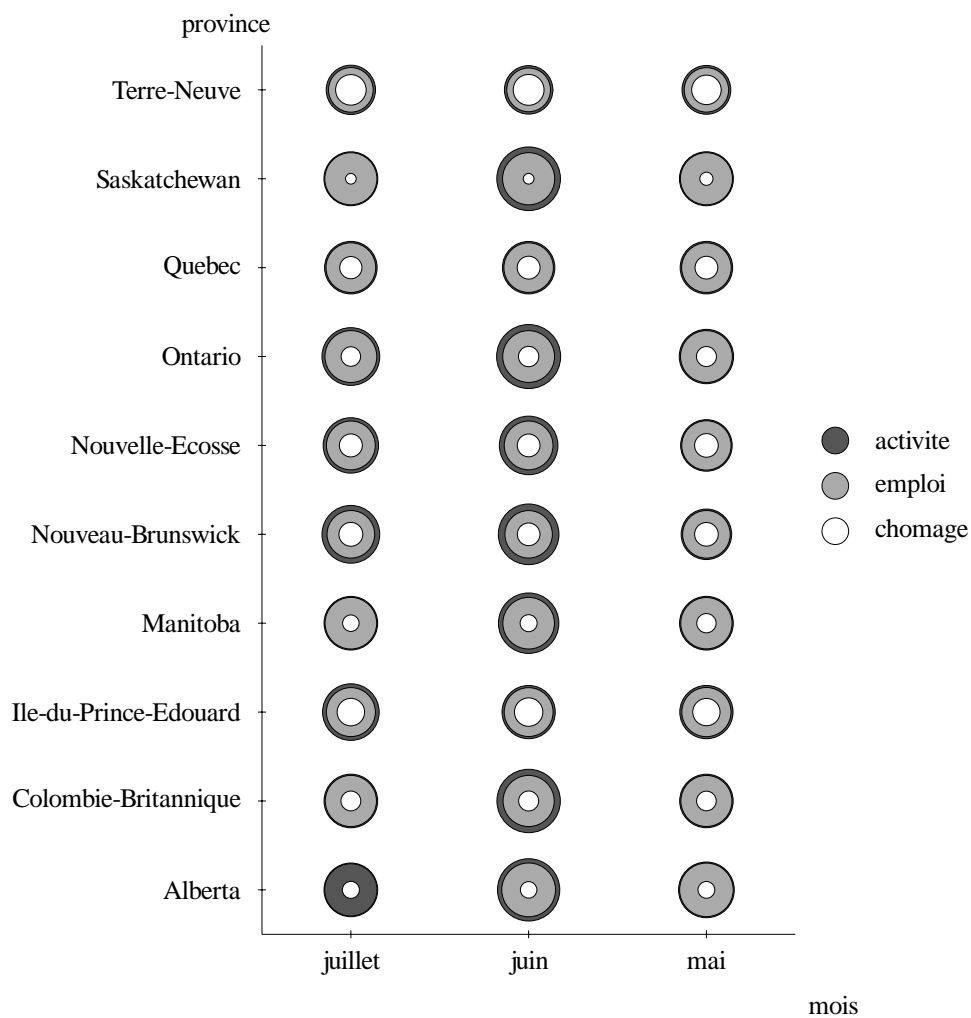 province
Terre-Neuve
Saskatchewan
Quebec
Ontario
Nouvelle-Ecosse
Nouveau-Brunswick
Manitoba
Ile-du-Prince-Edouard
Colombie-Britannique
Alberta
juillet juin mai
mois
activite
emploi
chomage